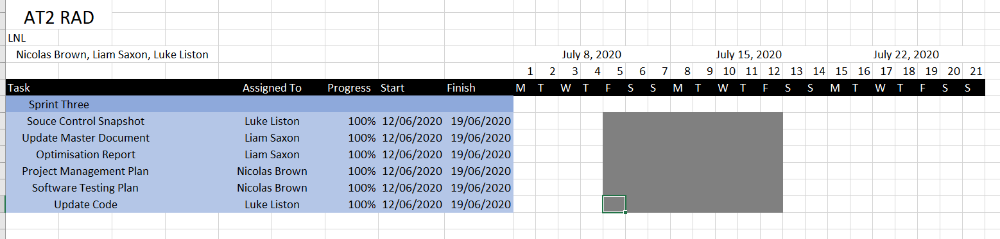 AT2 RAD
LNL
Nicolas Brown, Liam Saxon, Luke Liston July 8, 2020 July 15, 2020 July 22, 2020
1 2 3 4 5 6 7 8 9 10 11 12 13 14 15 16 17 18 19 20 21
Task Assigned To Progress Start Finish M T W T F S S M T W T F S S M T W T F S S
Sprint Three
Souce Control Snapshot Luke Liston 100% 12/06/2020 19/06/2020
Update Master Document Liam Saxon 100% 12/06/2020 19/06/2020
Optimisation Report Liam Saxon 100% 12/06/2020 19/06/2020
Project Management Plan Nicolas Brown 100% 12/06/2020 19/06/2020
Software Testing Plan Nicolas Brown 100% 12/06/2020 19/06/2020
Update Code Luke Liston 100% 12/06/2020 19/06/2020